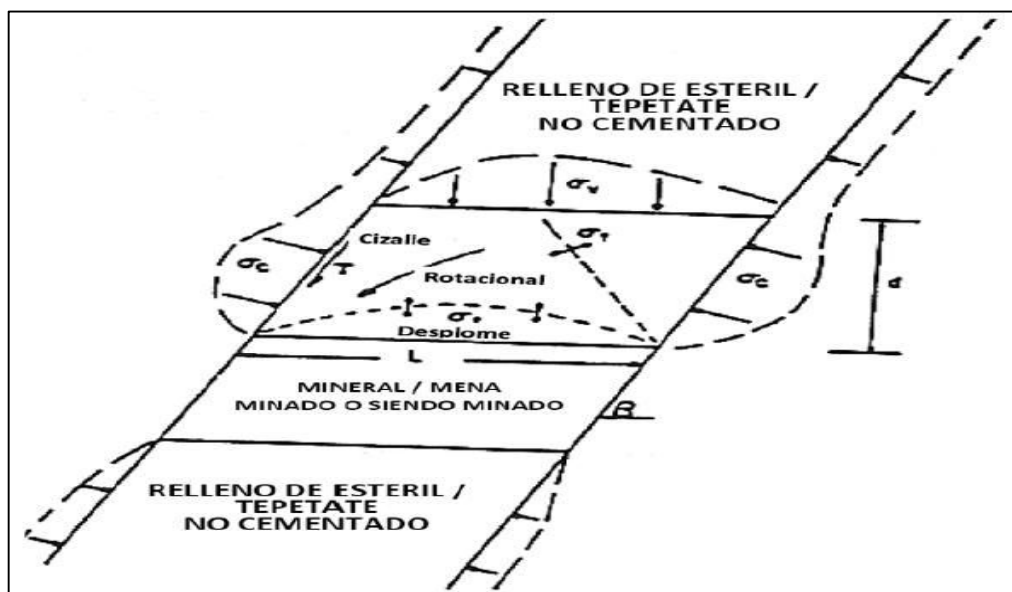 RELLENO DE ESTERIL /
TEPETATE
NO CEMENTADO
σv
Cizalle
σT
σc
T
Rotacional
σc
d
Desplome
L
MINERAL / MENA
MINADO O SIENDO MINADO
β
RELLENO DE ESTERIL /
TEPETATE
NO CEMENTADO